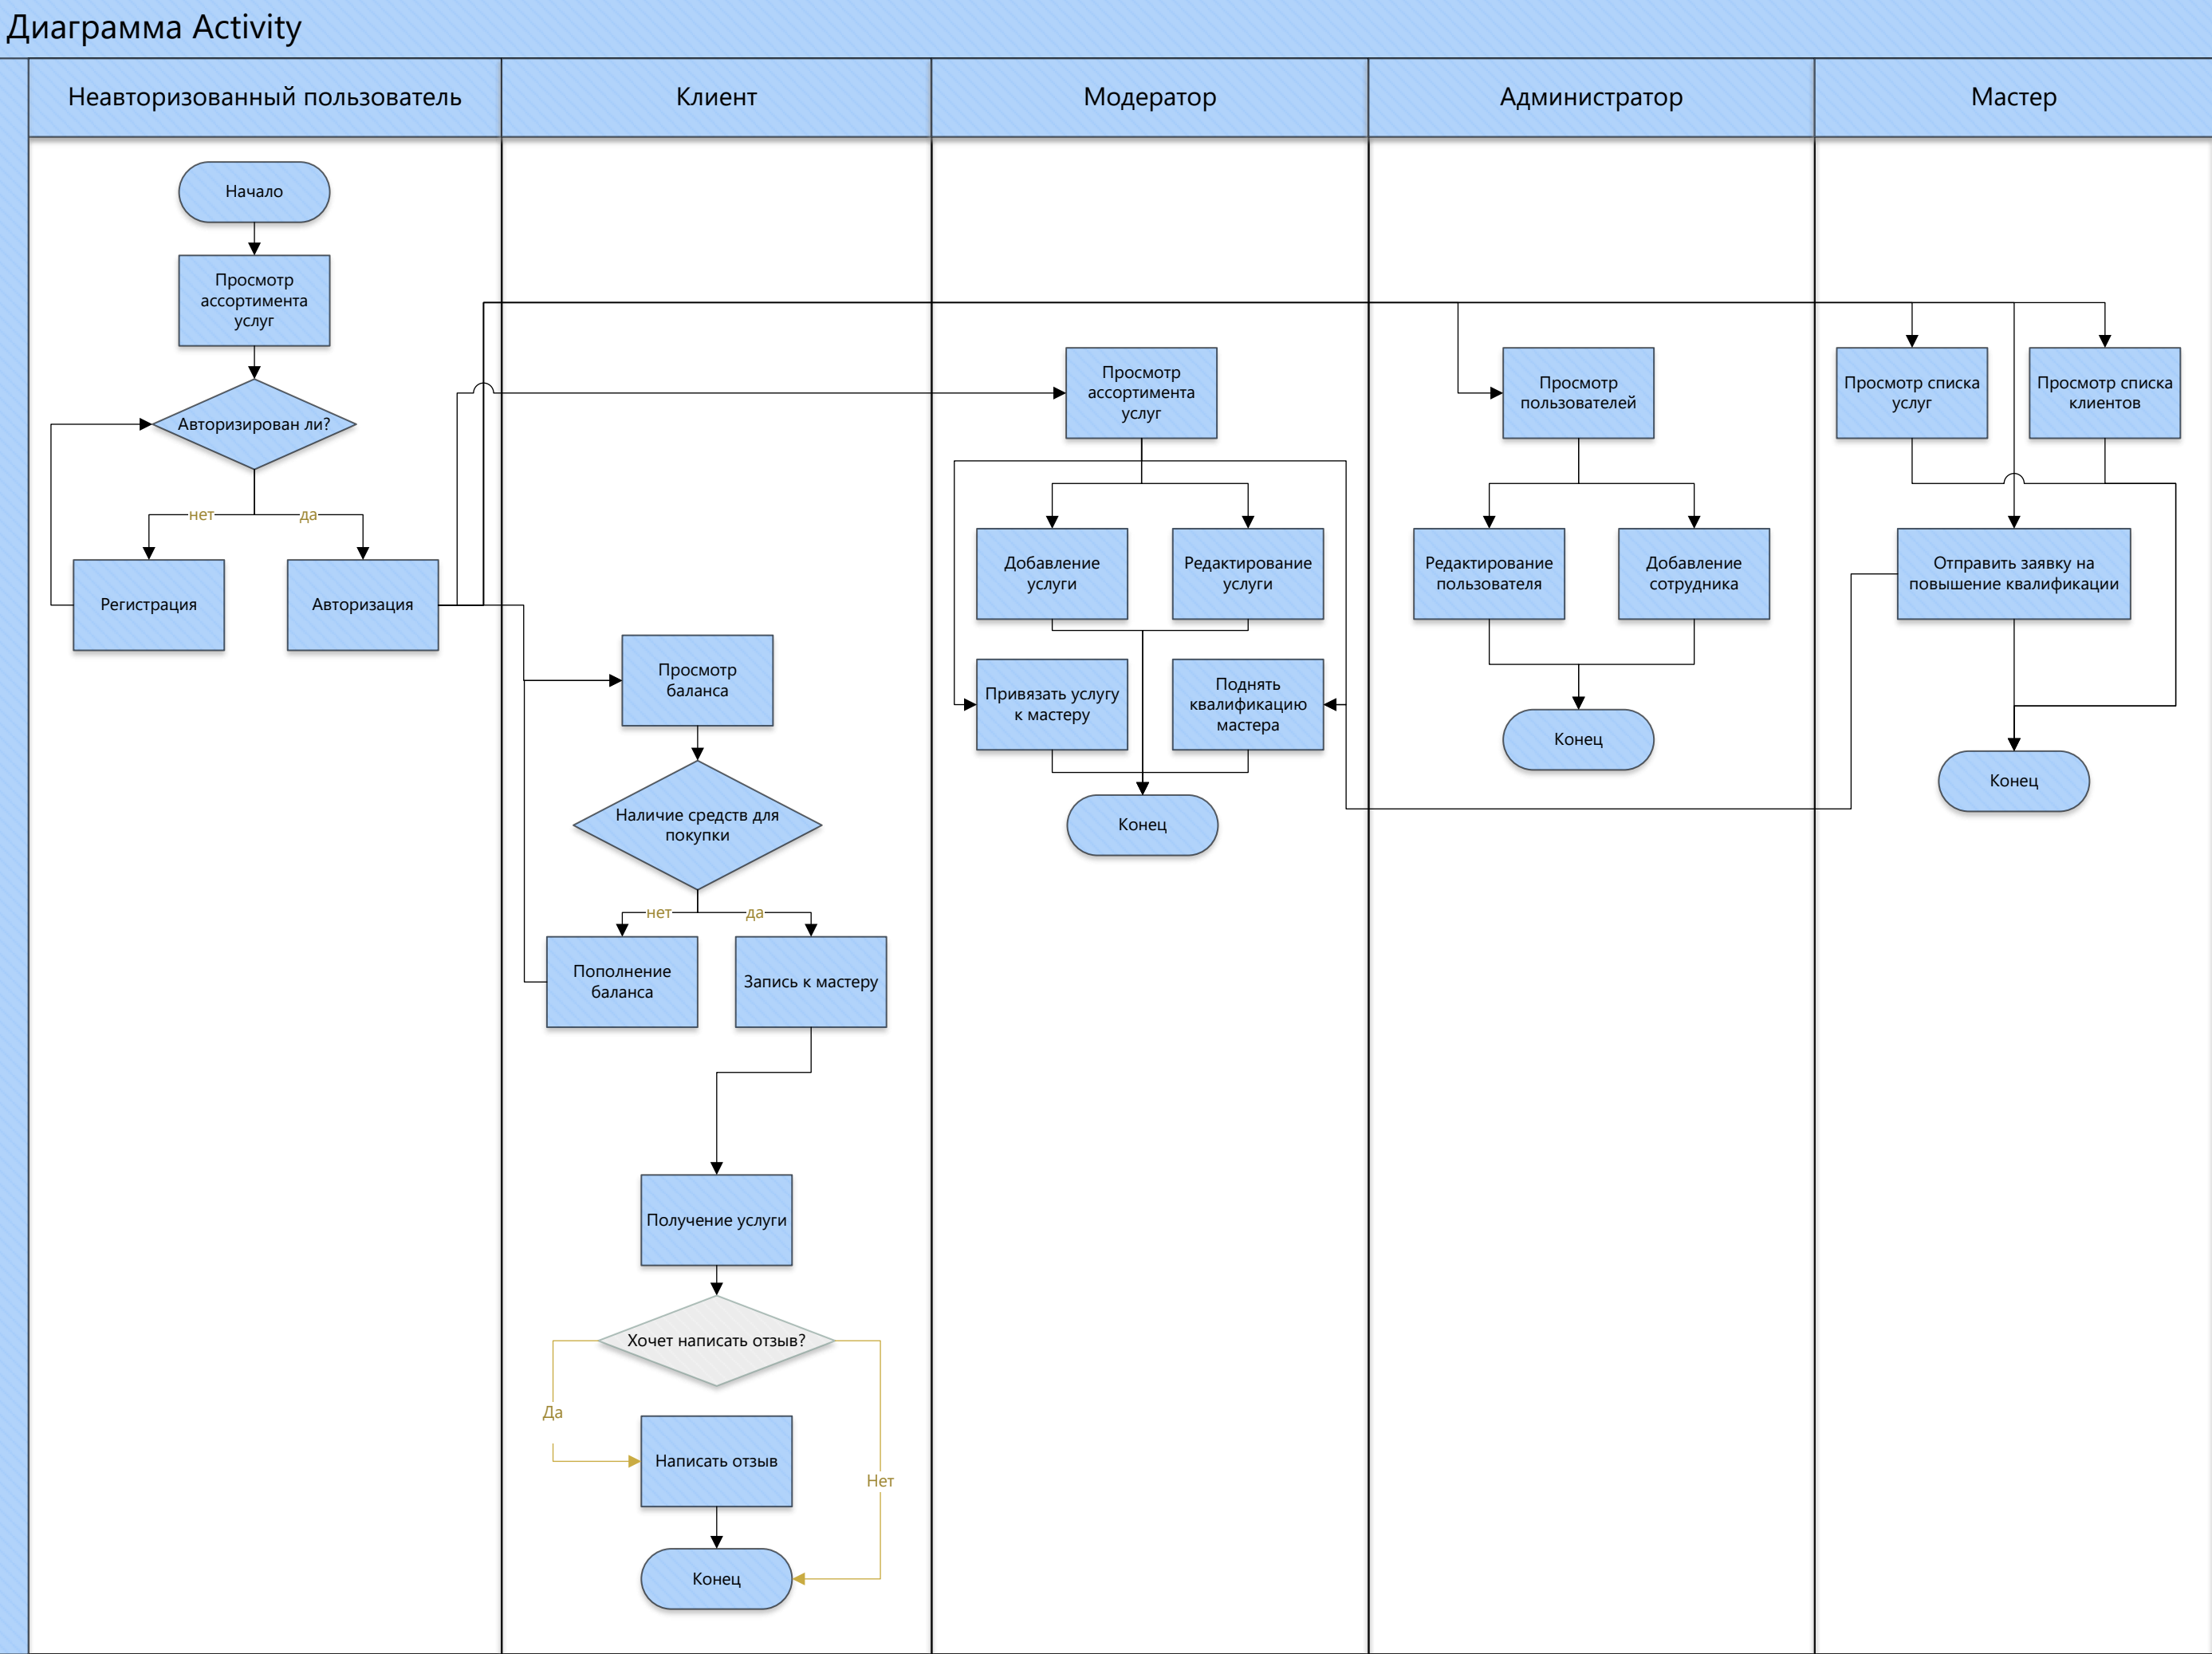 Диаграмма Activity
Неавторизованный пользователь
Клиент
Модератор
Администратор
Мастер
Начало
Просмотр
ассортимента
услуг
Авторизирован ли?
нет
да
Регистрация
Авторизация
Просмотр
баланса
Наличие средств для
покупки
нет
да
Пополнение
баланса
Запись к мастеру
Получение услуги
Хочет написать отзыв?
Да
Написать отзыв
Нет
Конец
Просмотр
ассортимента
услуг
Добавление
услуги
Редактирование
услуги
Привязать услугу
к мастеру
Поднять
квалификацию
мастера
Конец
Просмотр
пользователей
Редактирование
пользователя
Добавление
сотрудника
Конец
Просмотр списка
услуг
Просмотр списка
клиентов
Отправить заявку на
повышение квалификации
Конец